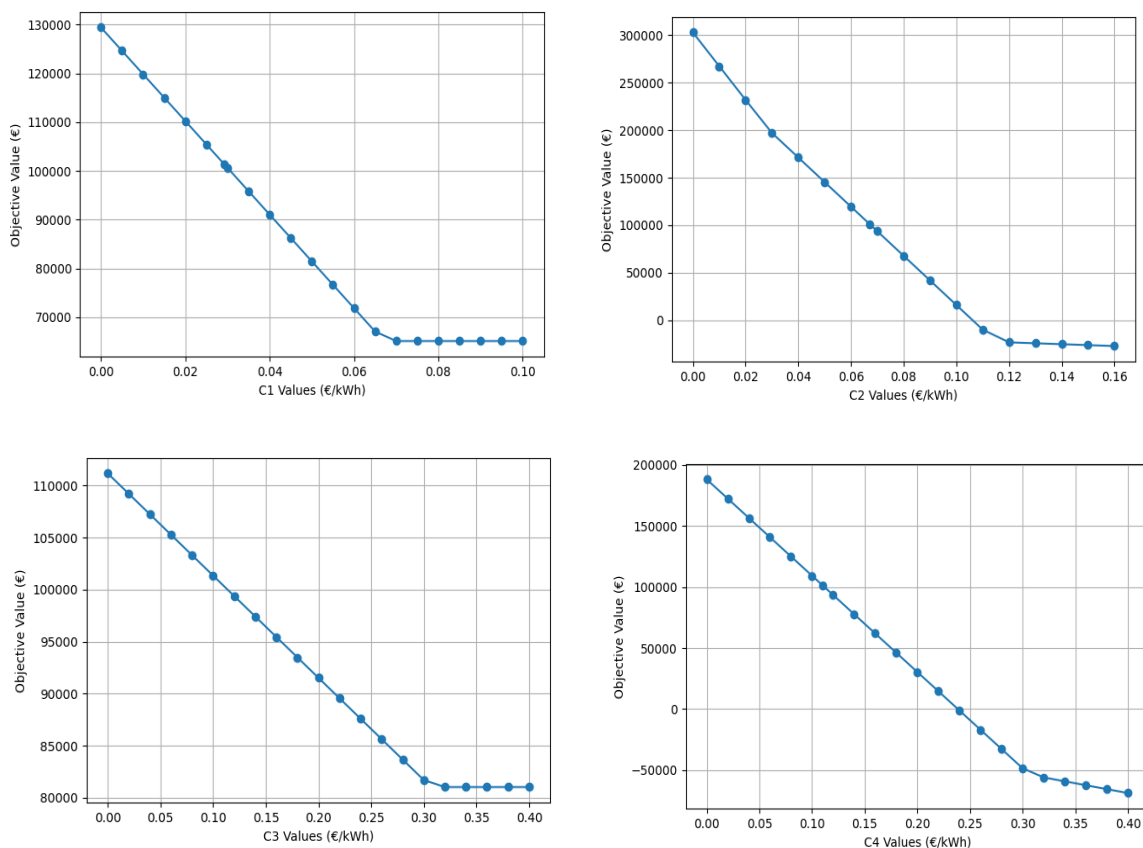 130000
120000
110000
100000
90000
80000
70000
Objective Value (€)
0.00 0.02 0.04 0.06 0.08 0.10
C1 Values (€/kWh)
300000
250000
200000
150000
100000
50000
0
Objective Value (€)
0.00 0.02 0.04 0.06 0.08 0.10 0.12 0.14 0.16
C2 Values (€/kWh)
110000
105000
100000
95000
90000
85000
80000
Objective Value (€)
0.00 0.05 0.10 0.15 0.20 0.25 0.30 0.35 0.40
C3 Values (€/kWh)
200000
150000
100000
50000
0
−50000
Objective Value (€)
0.00 0.05 0.10 0.15 0.20 0.25 0.30 0.35 0.40
C4 Values (€/kWh)